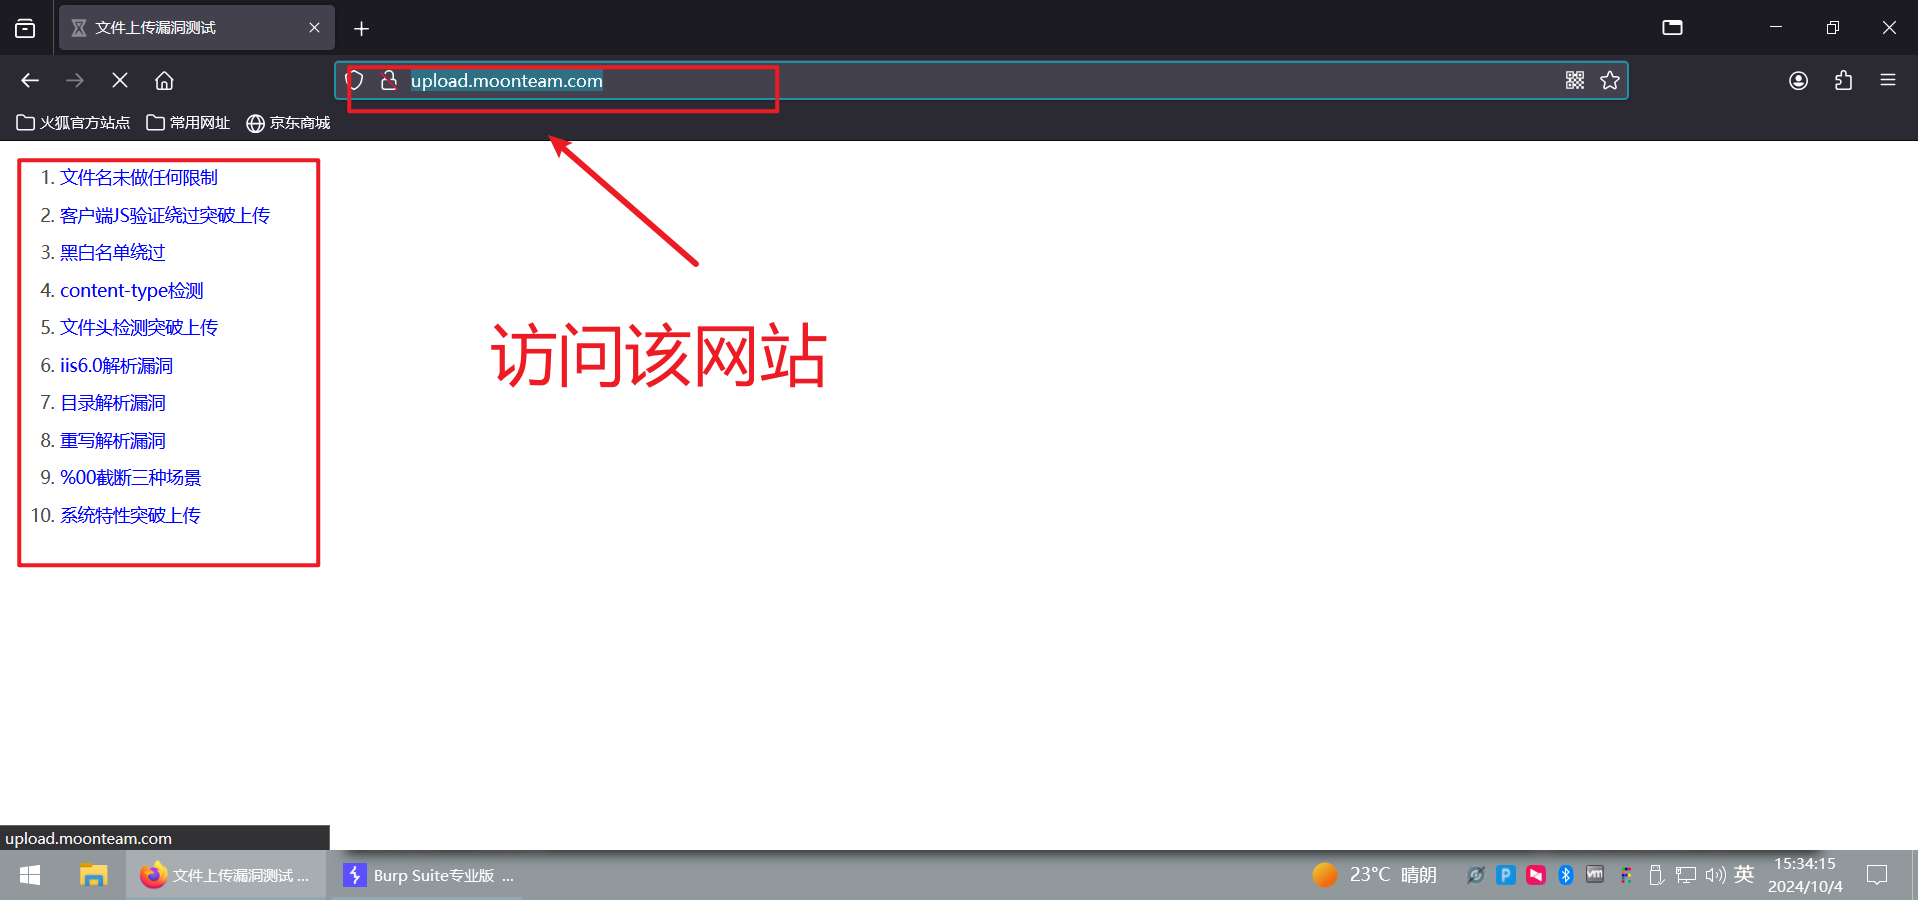 文件上传漏洞测试
upload.moonteam.com
火狐官方站点 常用网址 京东商城
1. 文件名未做任何限制
2. 客户端JS验证绕过突破上传
3. 黑白名单绕过
4. content-type检测
5. 文件头检测突破上传
6. iis6.0解析漏洞
7. 目录解析漏洞
8. 重写解析漏洞
9. %00截断三种场景
10. 系统特性突破上传
访问该网站
upload.moonteam.com
文件上传漏洞测试 ...
Burp Suite专业版 ...
23°C 晴朗
英
15:34:15
2024/10/4